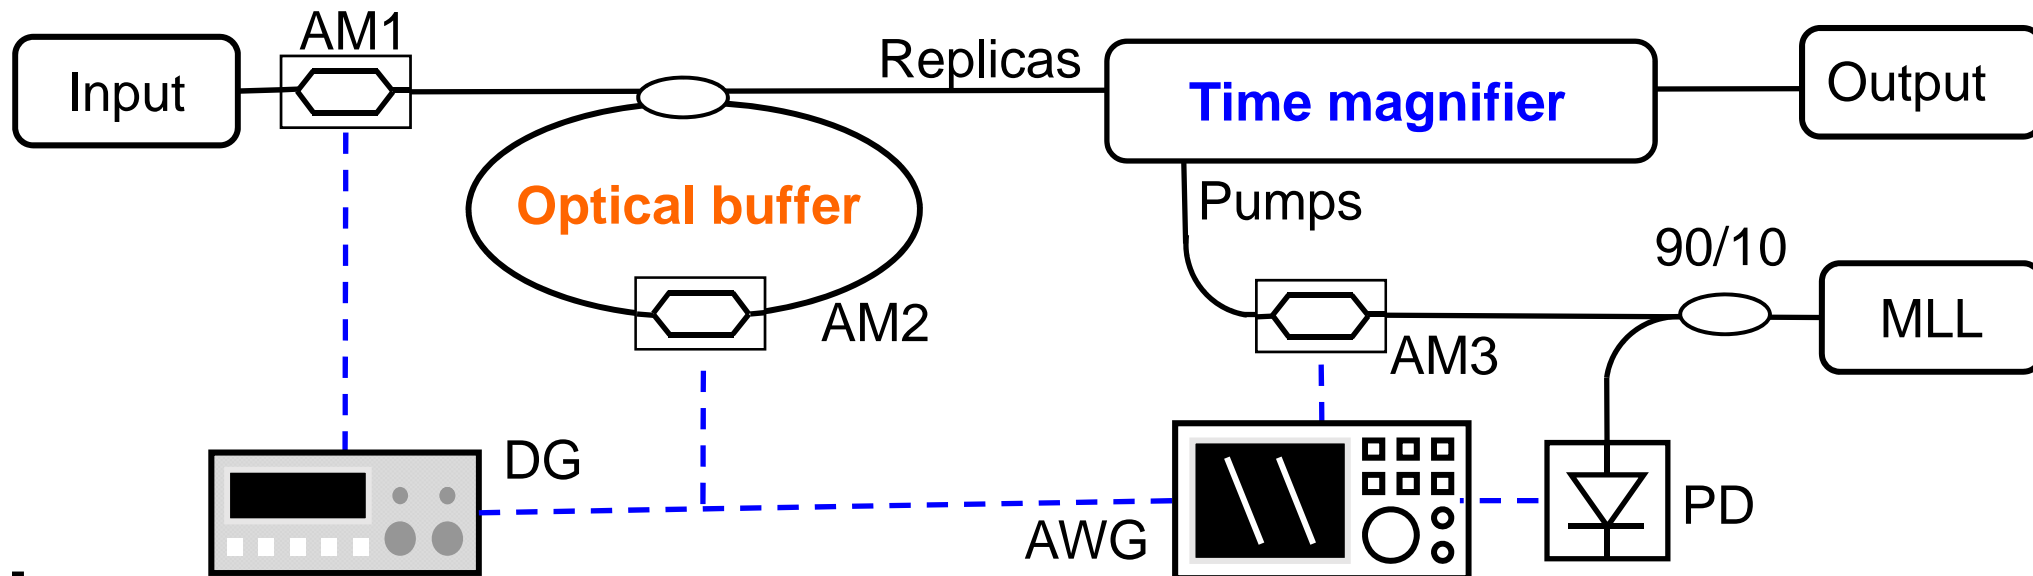 AM1
Input
Replicas
Time magnifier
Output
Optical buffer
Pumps
90/10
AM2
AM3
MLL
DG
AWG
PD